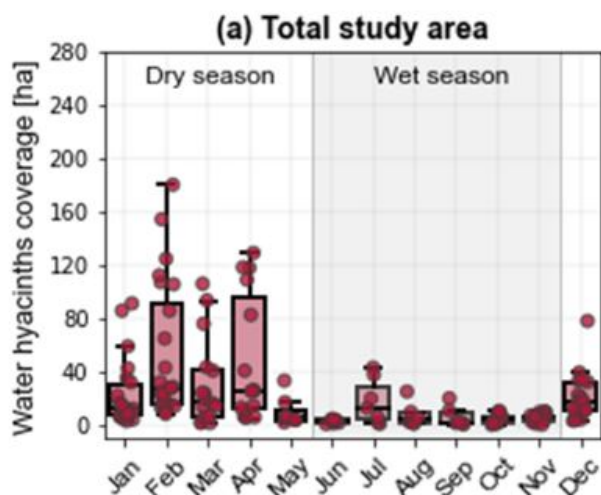 (a) Total study area
Water hyacinths coverage [ha]
280
240
200
160
120
80
40
0
Dry season
Wet season
Jan
Feb
Mar
Apr
May
Jun
Jul
Aug
Sep
Oct
Nov
Dec